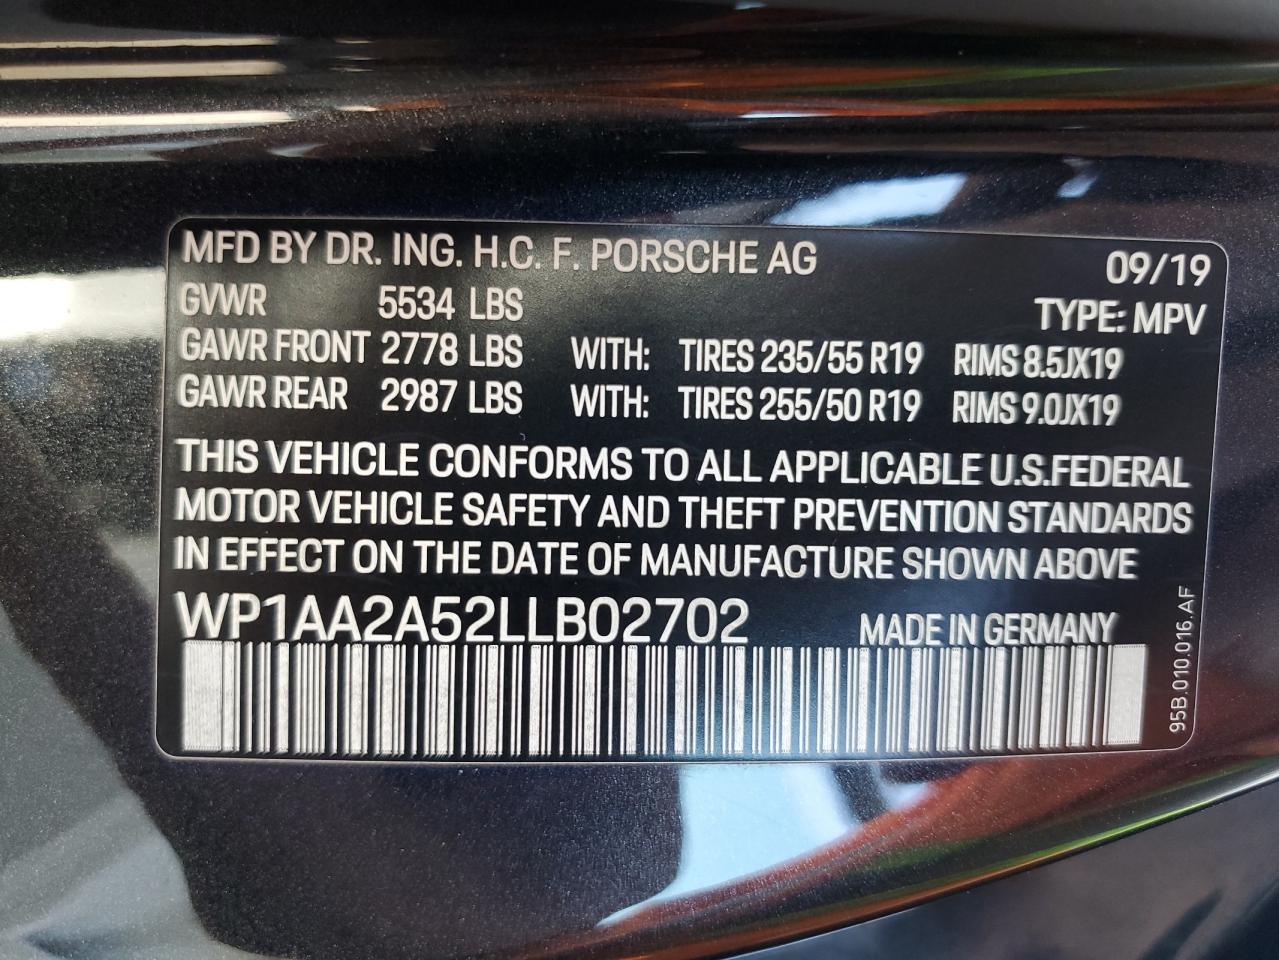 MFD BY DR. ING. H.C. F. PORSCHE AG 09/19
GVWR 5534 LBS TYPE: MPV
GAWR FRONT 2778 LBS WITH: TIRES 235/55 R19 RIMS 8.5JX19
GAWR REAR 2987 LBS WITH: TIRES 255/50 R19 RIMS 9.0JX19
THIS VEHICLE CONFORMS TO ALL APPLICABLE U.S.FEDERAL
MOTOR VEHICLE SAFETY AND THEFT PREVENTION STANDARDS
IN EFFECT ON THE DATE OF MANUFACTURE SHOWN ABOVE
WP1AA2A52LLB02702 MADE IN GERMANY
95B.010.016.AF